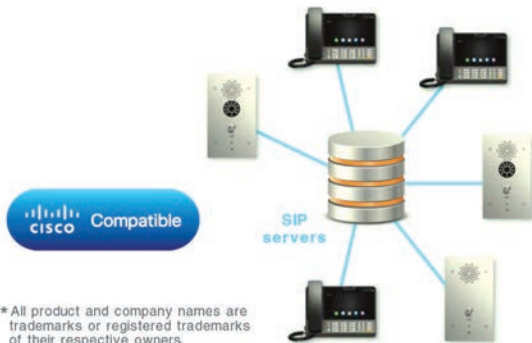 CISCO Compatible
SIP
servers
* All product and company names are
trademarks or registered trademarks
of their respective owners.